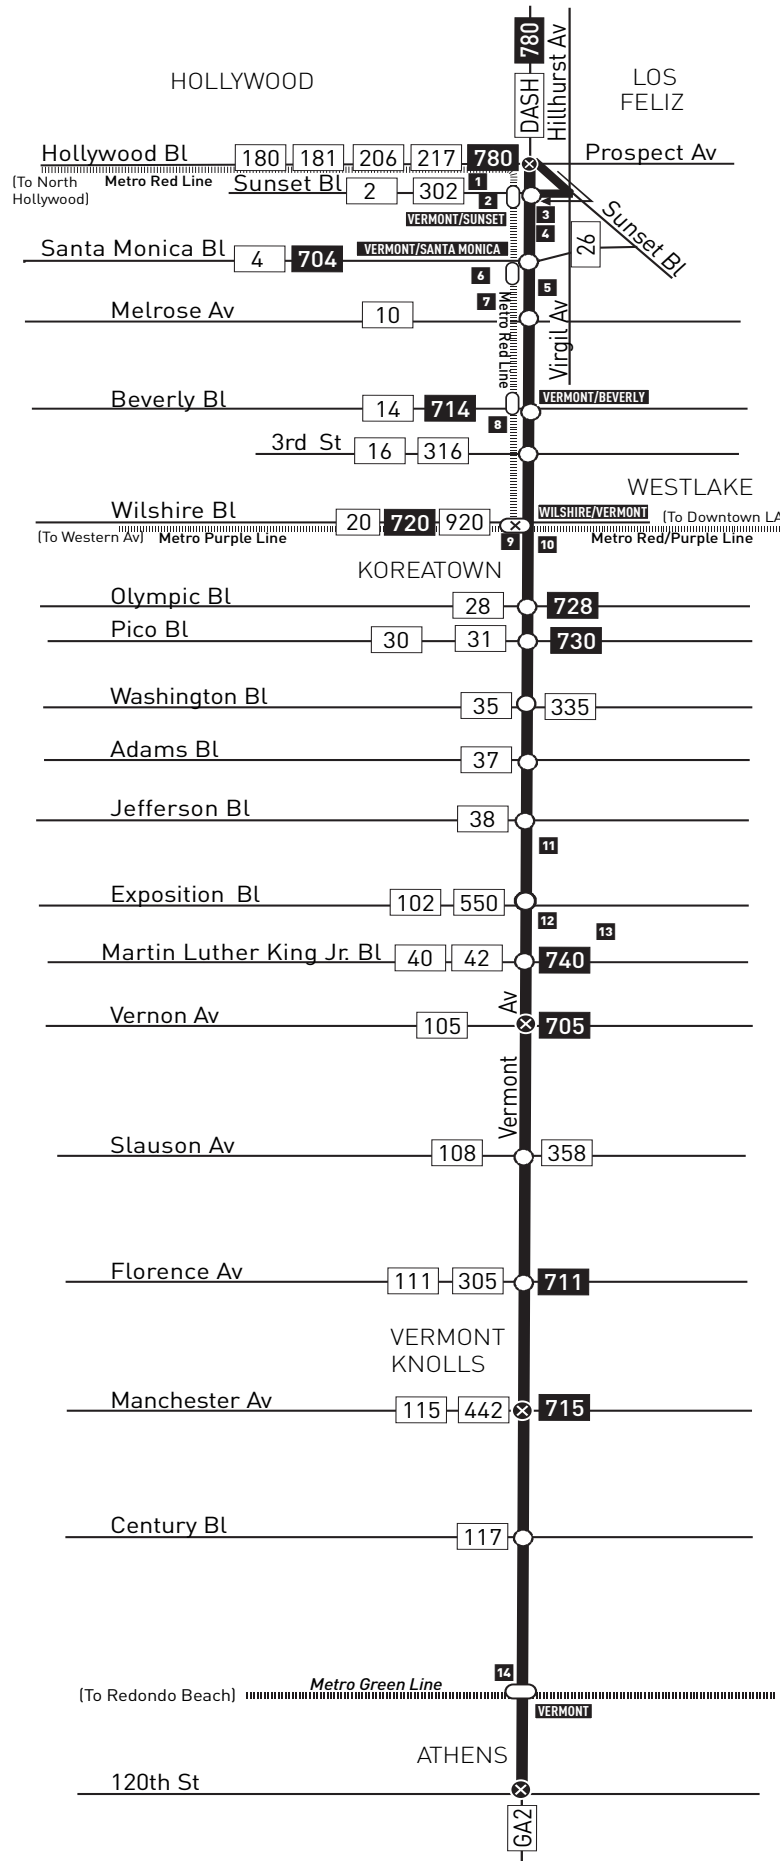 780
Hillhurst Av
HOLLYWOOD
LOS
FELIZ
DASH
Hollywood Bl 180 181 206 217 780 Prospect Av
(To North
Hollywood)
Metro Red Line
1
Sunset Bl 2 302
2
3
VERMONT/SUNSET
4
Sunset Bl
26
Santa Monica Bl 4 704
VERMONT/SANTA MONICA
6
5
7
Metro Red Line
Melrose Av 10
Virgil Av
Beverly Bl 14 714
VERMONT/BEVERLY
8
3rd St 16 316
WESTLAKE
Wilshire Bl 20 720 920
WILSHIRE/VERMONT
(To Downtown LA
(To Western Av) Metro Purple Line
9
10
Metro Red/Purple Line
KOREATOWN
Olympic Bl 28 728
Pico Bl 30 31 730
Washington Bl 35 335
Adams Bl 37
Jefferson Bl 38
11
Exposition Bl 102 550
12
13
Martin Luther King Jr. Bl 40 42 740
Vermont Av
Vernon Av 105 705
Slauson Av 108 358
Florence Av 111 305 711
VERMONT
KNOLLS
Manchester Av 115 442 715
Century Bl 117
14
Metro Green Line
(To Redondo Beach)
VERMONT
ATHENS
120th St
GA2